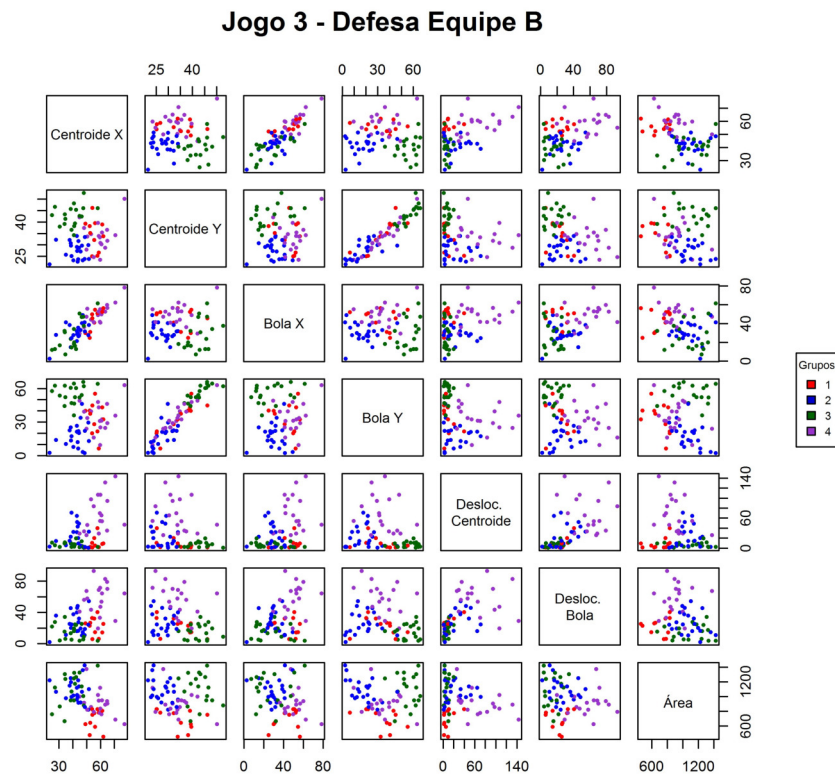 Jogo 3 - Defesa Equipe B
25 40
0 30 60
0 40 80
Centroide X
30 60
25 40
Centroide Y
Bola X
0 40 80
0 30 60
Bola Y
Grupos
1
2
3
4
Desloc.
Centroide
0 60 140
0 40 80
Desloc.
Bola
Área
600 1200
30 60
0 20 40 60 80
0 60 140
600 1200